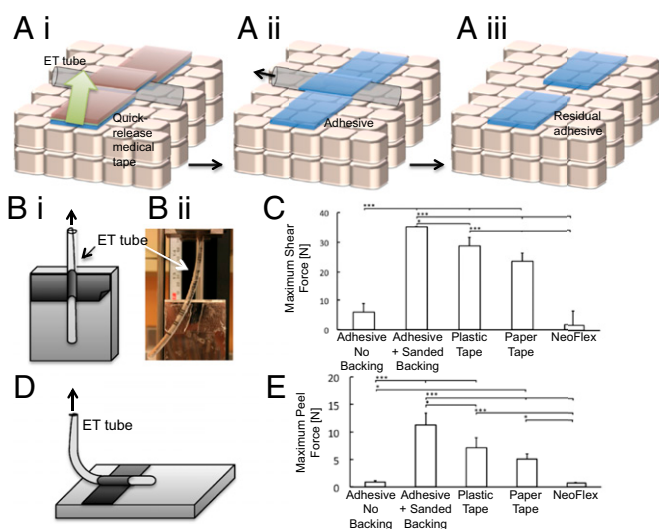 A i
A ii
A iii
ET tube
Quick-
release
medical
tape
Adhesive
Residual
adhesive
B i
B ii
ET tube
C
Maximum Shear
Force [N]
40
30
20
10
0
***
***
*
***
Adhesive
No
Backing
Adhesive
+ Sanded
Backing
Plastic
Tape
Paper
Tape
NeoFlex
D
ET tube
E
Maximum Peel
Force [N]
20
15
10
5
0
***
*
***
*
***
*
Adhesive
No
Backing
Adhesive
+ Sanded
Backing
Plastic
Tape
Paper
Tape
NeoFlex